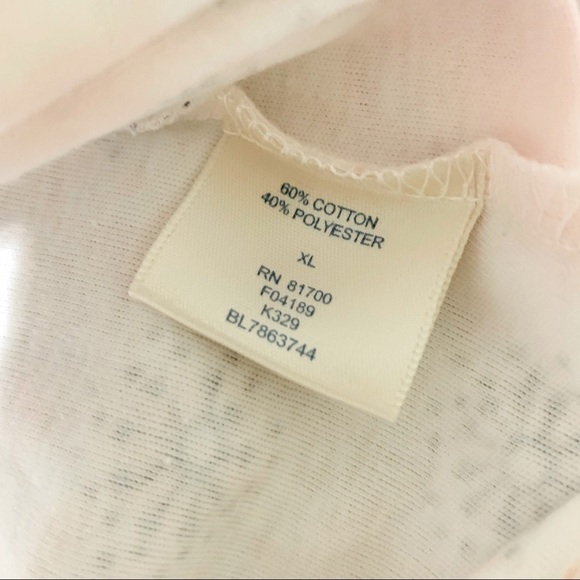 60% COTTON
40% POLYESTER
XL
RN 81700
F04189
K329
BL7863744